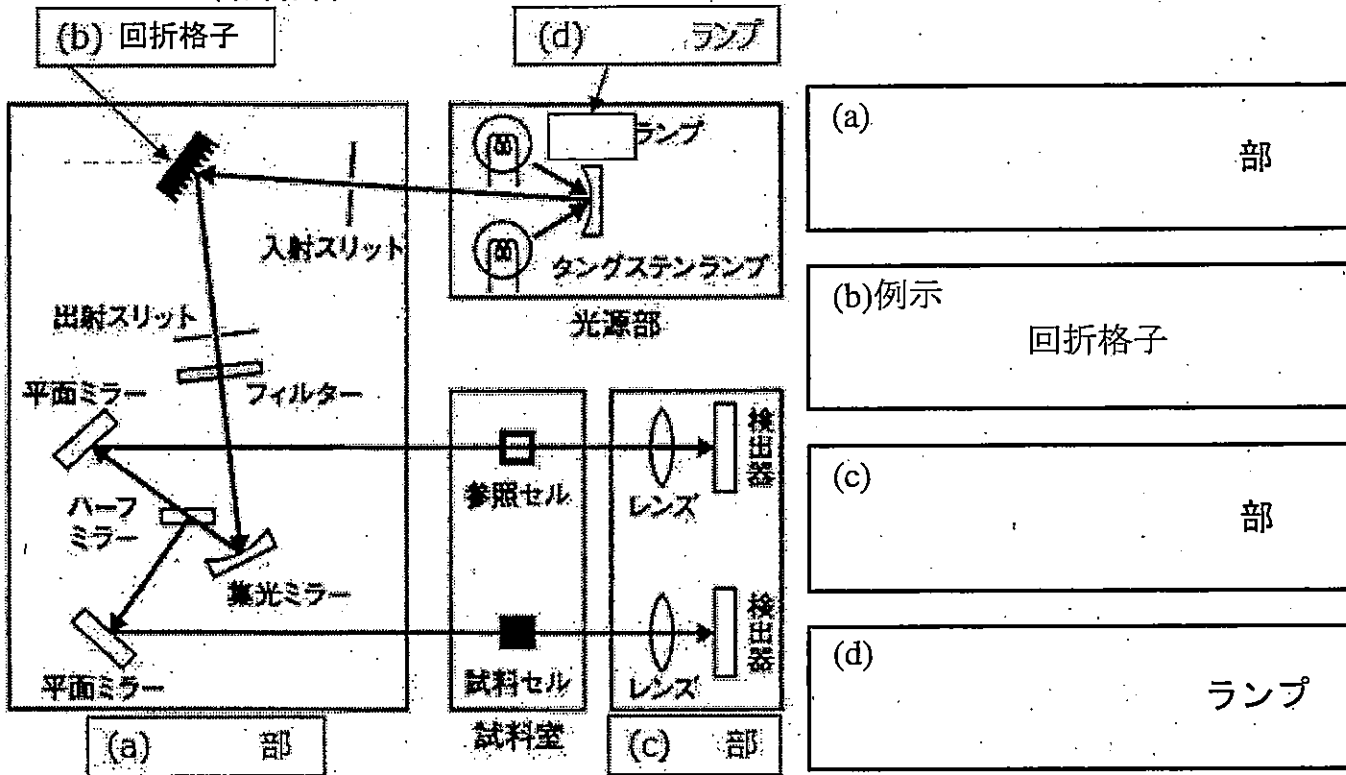 (b) 回折格子
(d) ランプ
ランプ
入射スリット
タングステンランプ
光源部
出射スリット
平面ミラー
フィルター
ハーフ
ミラー
集光ミラー
平面ミラー
参照セル
レンズ
検出器
試料セル
レンズ
検出器
試料室
(a) 部
(c) 部
(a)
部
(b)例示
回折格子
(c)
部
(d)
ランプ